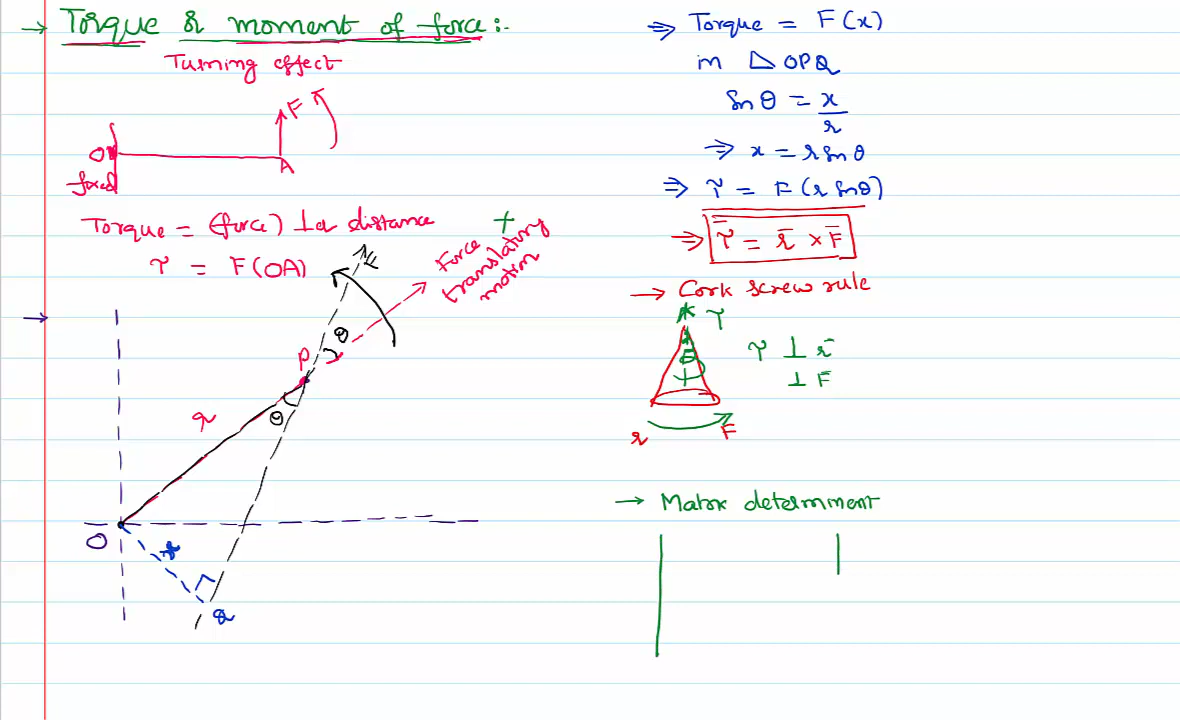 → Torque & moment of force :-
Turning effect
F
O
A
fixed
Torque = (force) ⊥er distance
τ = F(OA)
F
+
Force
translatory
motion
θ
P
θ
r
O
x
Q
⇒ Torque = F(x)
in △ OPQ
Sin θ = x/r
⇒ x = r Sin θ
⇒ τ = F(r Sin θ)
⇒ τ̄ = r̄ × F̄
→ Cork screw rule
τ
τ ⊥ r̄
⊥ F̄
r F
→ Matrix determinant